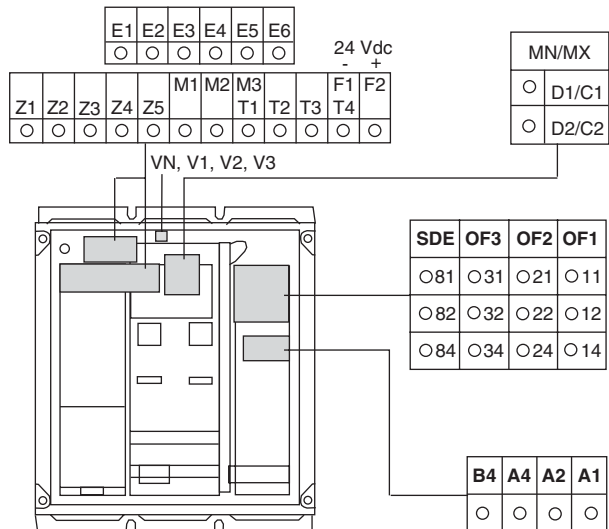 E1 E2 E3 E4 E5 E6
24 Vdc
- +
M1 M2 M3 F1 F2
Z1 Z2 Z3 Z4 Z5 T1 T2 T3 T4
MN/MX
D1/C1
D2/C2
VN, V1, V2, V3
SDE OF3 OF2 OF1
81 31 21 11
82 32 22 12
84 34 24 14
B4 A4 A2 A1